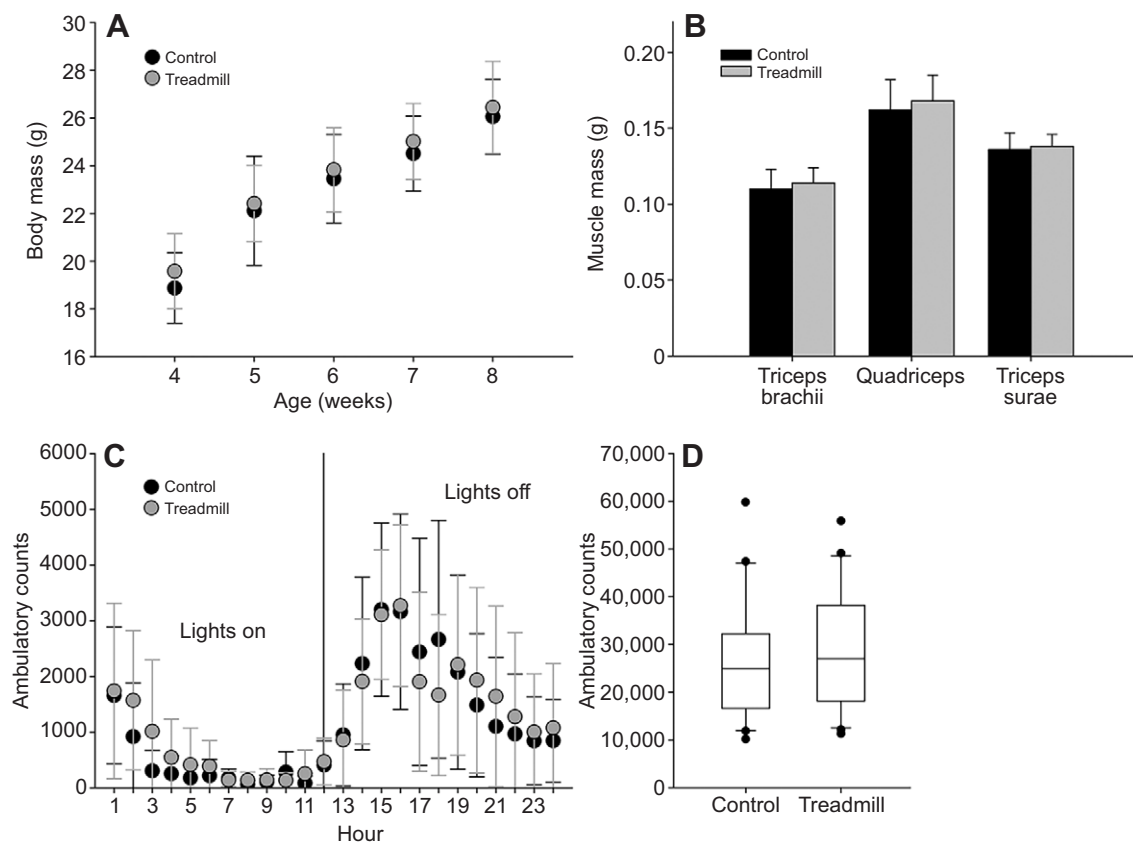 A
30
28
26
24
22
20
18
16
Body mass (g)
Control
Treadmill
4 5 6 7 8
Age (weeks)
B
0.20
0.15
0.10
0.05
0
Muscle mass (g)
Control
Treadmill
Triceps brachii
Quadriceps
Triceps surae
C
6000
5000
4000
3000
2000
1000
0
Ambulatory counts
Control
Treadmill
Lights on
Lights off
1 3 5 7 9 11 13 15 17 19 21 23
Hour
D
70,000
60,000
50,000
40,000
30,000
20,000
10,000
0
Ambulatory counts
Control Treadmill